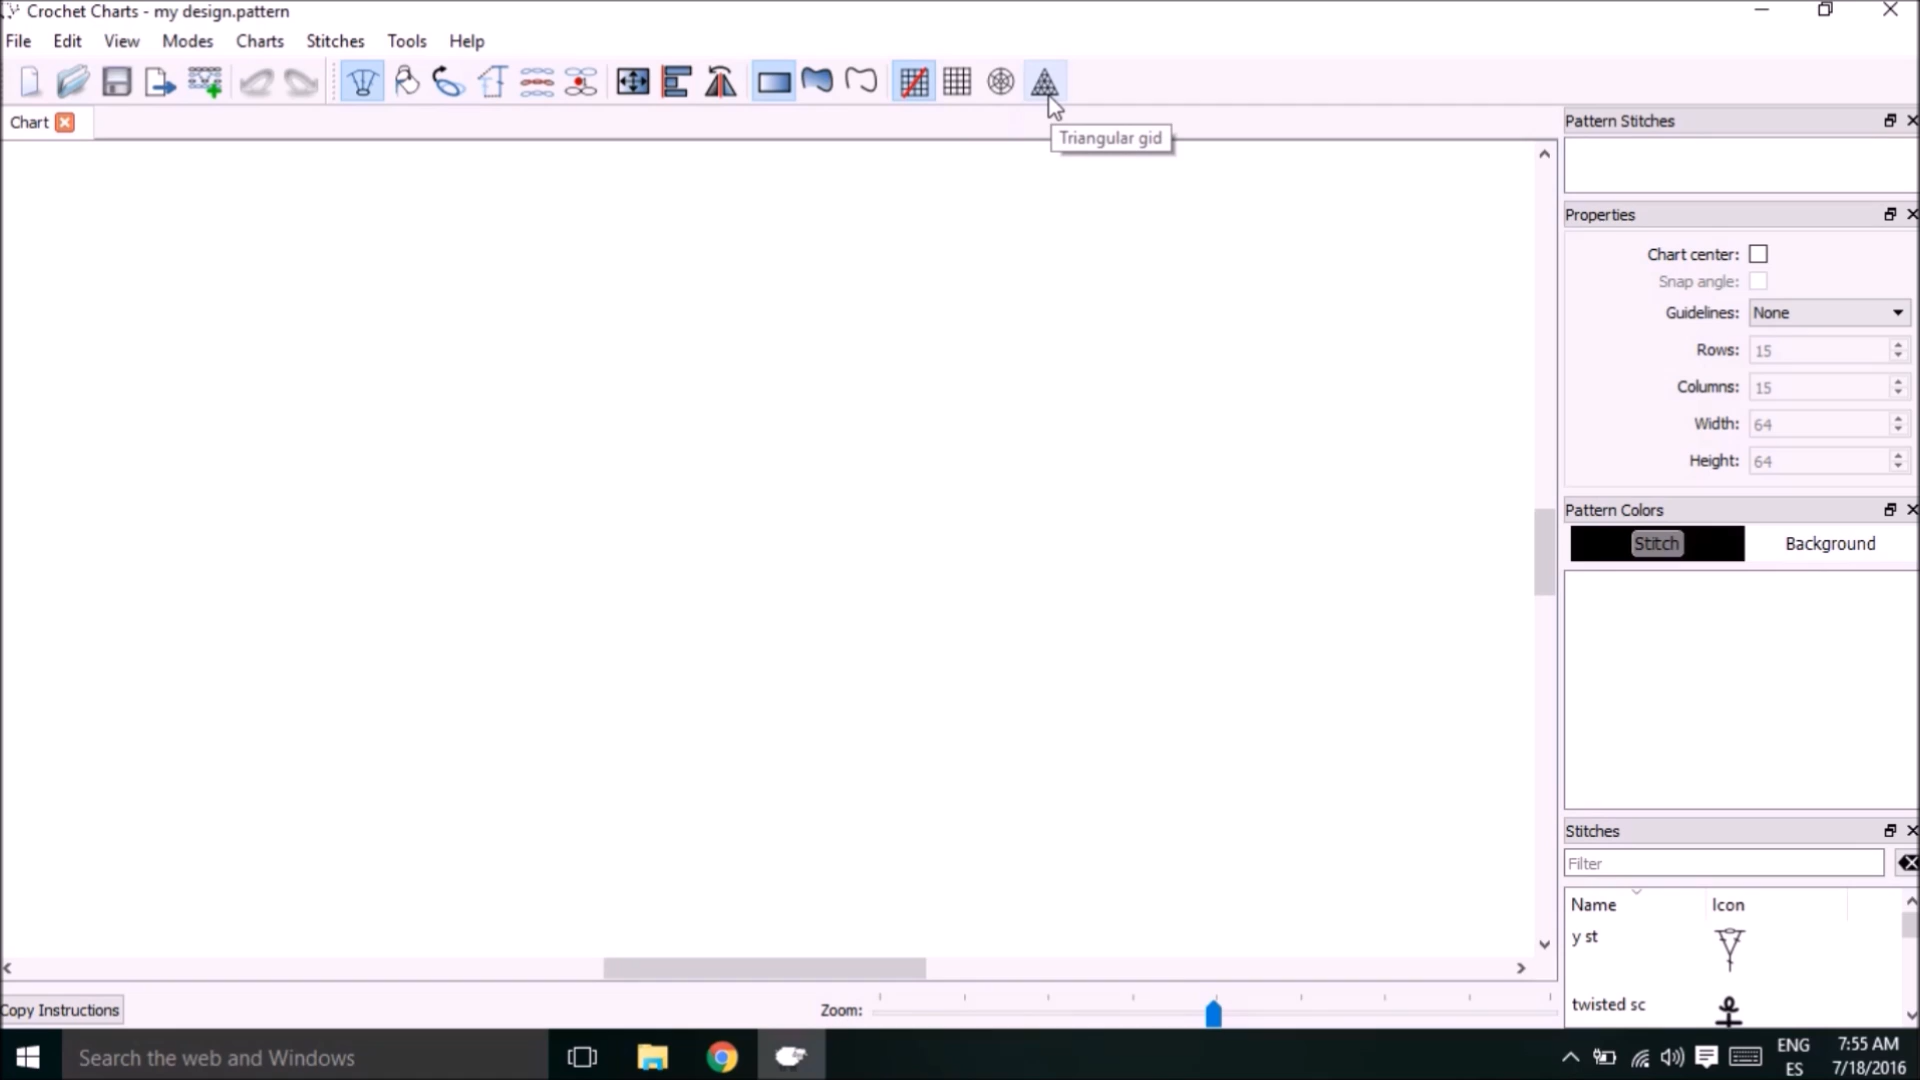 Crochet Charts - my design.pattern
File Edit View Modes Charts Stitches Tools Help
Chart
Triangular gid
Pattern Stitches
Properties
Chart center:
Snap angle:
Guidelines: None
Rows: 15
Columns: 15
Width: 64
Height: 64
Pattern Colors
Stitch Background
Stitches
Filter
Name Icon
y st
twisted sc
Copy Instructions
Zoom:
Search the web and Windows
ENG
ES
7:55 AM
7/18/2016